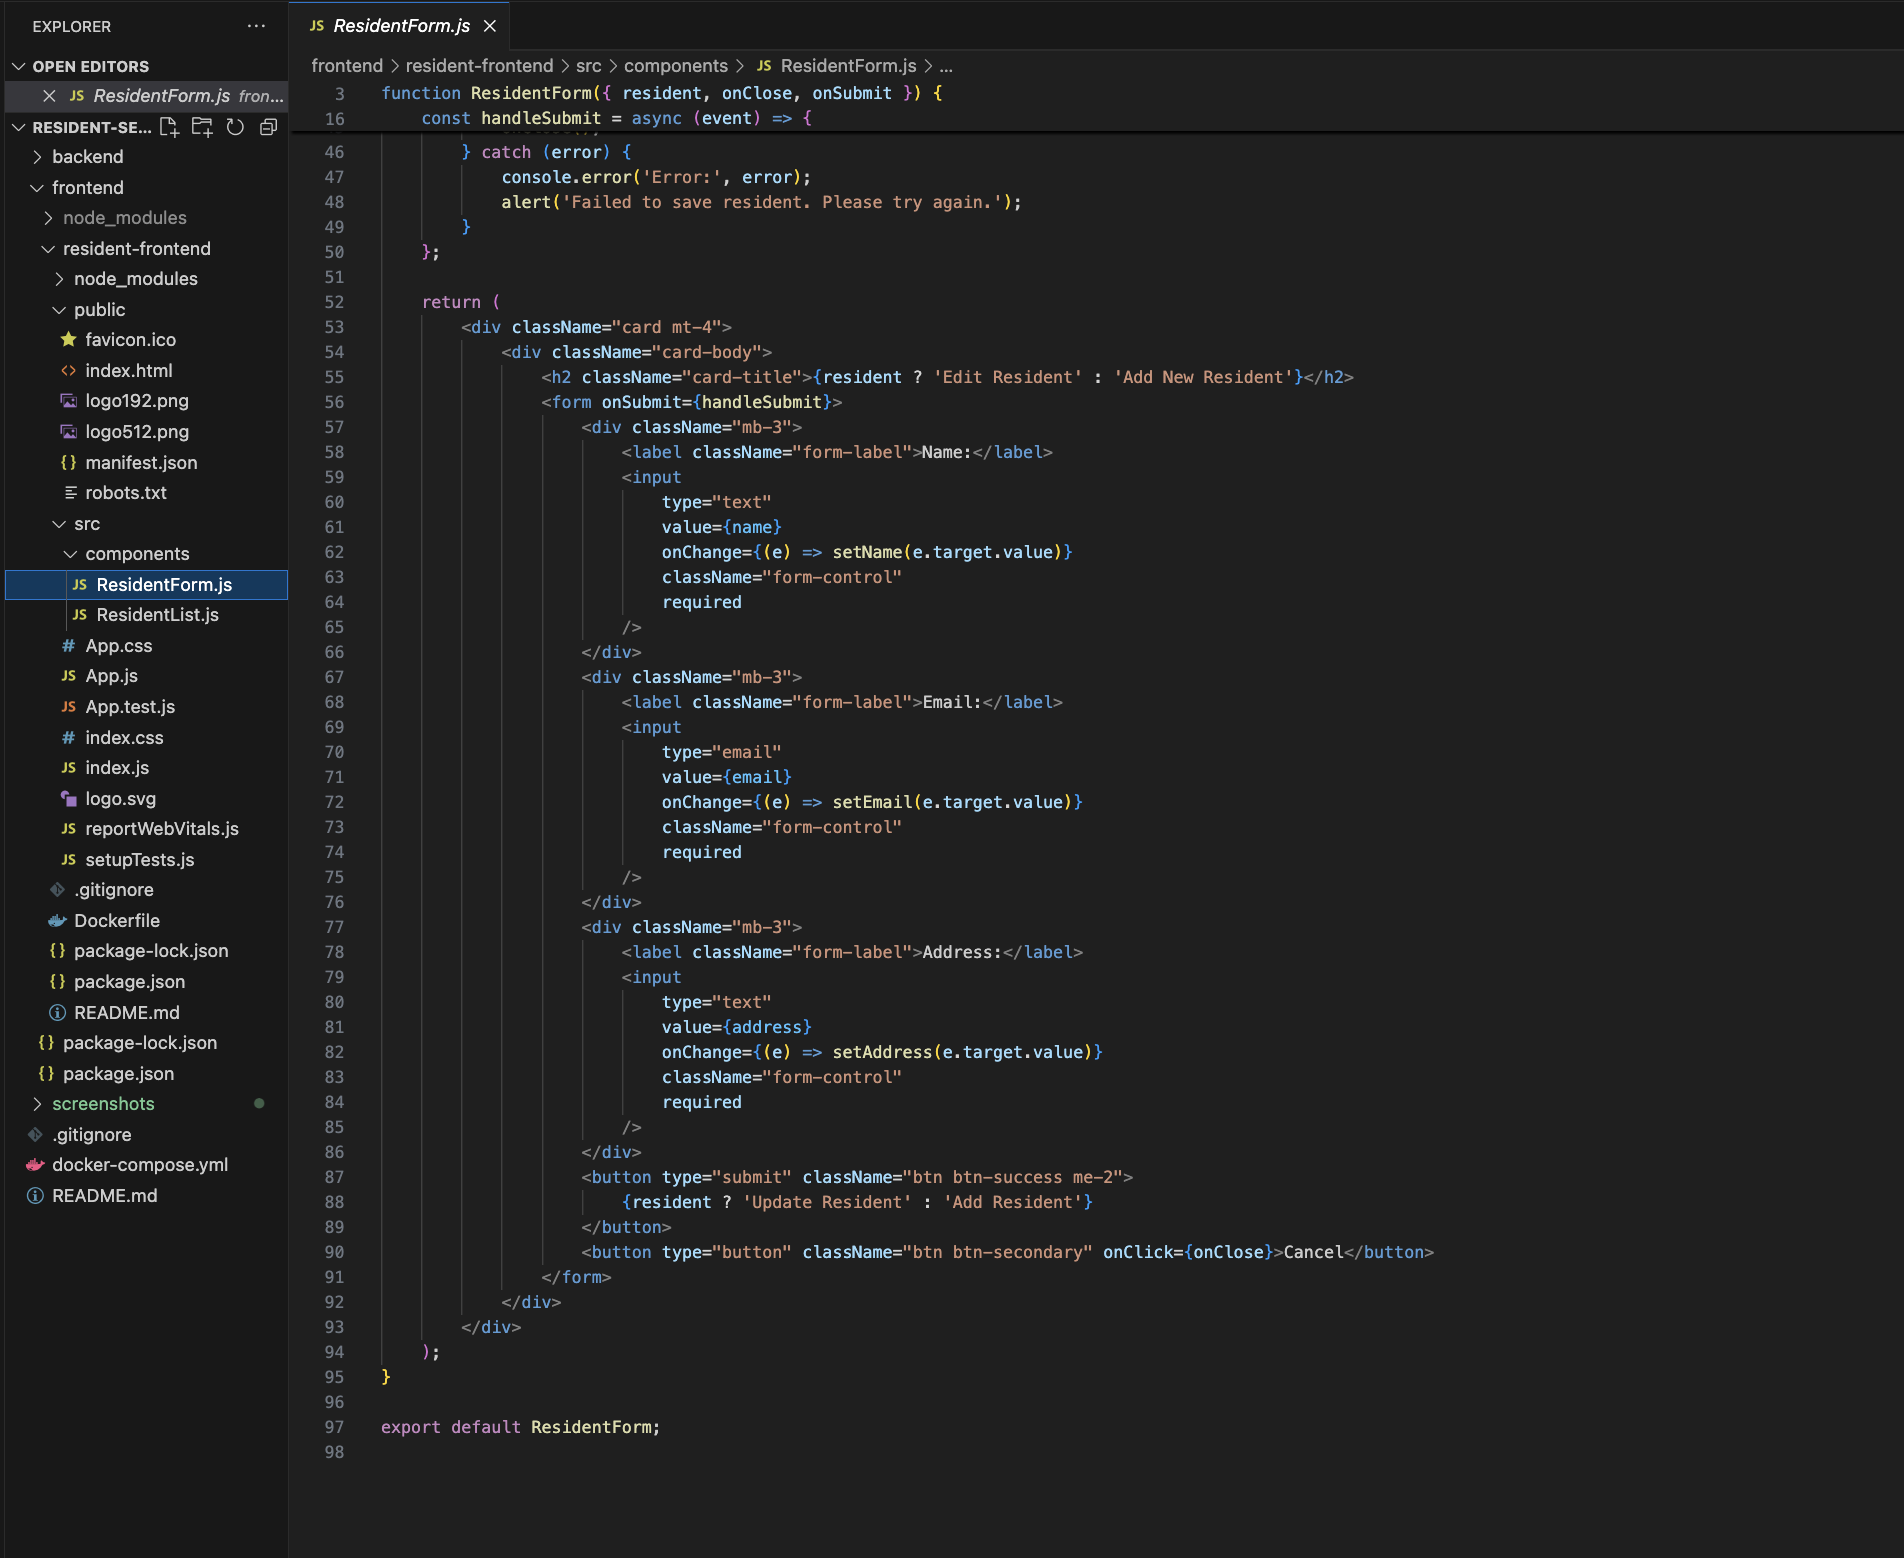 EXPLORER
OPEN EDITORS
JS ResidentForm.js fron...
RESIDENT-SE...
backend
frontend
node_modules
resident-frontend
node_modules
public
favicon.ico
index.html
logo192.png
logo512.png
manifest.json
robots.txt
src
components
JS ResidentForm.js
JS ResidentList.js
# App.css
JS App.js
JS App.test.js
# index.css
JS index.js
logo.svg
JS reportWebVitals.js
JS setupTests.js
.gitignore
Dockerfile
{} package-lock.json
{} package.json
README.md
{} package-lock.json
{} package.json
screenshots
.gitignore
docker-compose.yml
README.md
JS ResidentForm.js
frontend > resident-frontend > src > components > JS ResidentForm.js > ...
3 function ResidentForm({ resident, onClose, onSubmit }) {
16 const handleSubmit = async (event) => {
46 } catch (error) {
47 console.error('Error:', error);
48 alert('Failed to save resident. Please try again.');
49 }
50 };
51
52 return (
53 <div className="card mt-4">
54 <div className="card-body">
55 <h2 className="card-title">{resident ? 'Edit Resident' : 'Add New Resident'}</h2>
56 <form onSubmit={handleSubmit}>
57 <div className="mb-3">
58 <label className="form-label">Name:</label>
59 <input
60 type="text"
61 value={name}
62 onChange={(e) => setName(e.target.value)}
63 className="form-control"
64 required
65 />
66 </div>
67 <div className="mb-3">
68 <label className="form-label">Email:</label>
69 <input
70 type="email"
71 value={email}
72 onChange={(e) => setEmail(e.target.value)}
73 className="form-control"
74 required
75 />
76 </div>
77 <div className="mb-3">
78 <label className="form-label">Address:</label>
79 <input
80 type="text"
81 value={address}
82 onChange={(e) => setAddress(e.target.value)}
83 className="form-control"
84 required
85 />
86 </div>
87 <button type="submit" className="btn btn-success me-2">
88 {resident ? 'Update Resident' : 'Add Resident'}
89 </button>
90 <button type="button" className="btn btn-secondary" onClick={onClose}>Cancel</button>
91 </form>
92 </div>
93 </div>
94 );
95 }
96
97 export default ResidentForm;
98